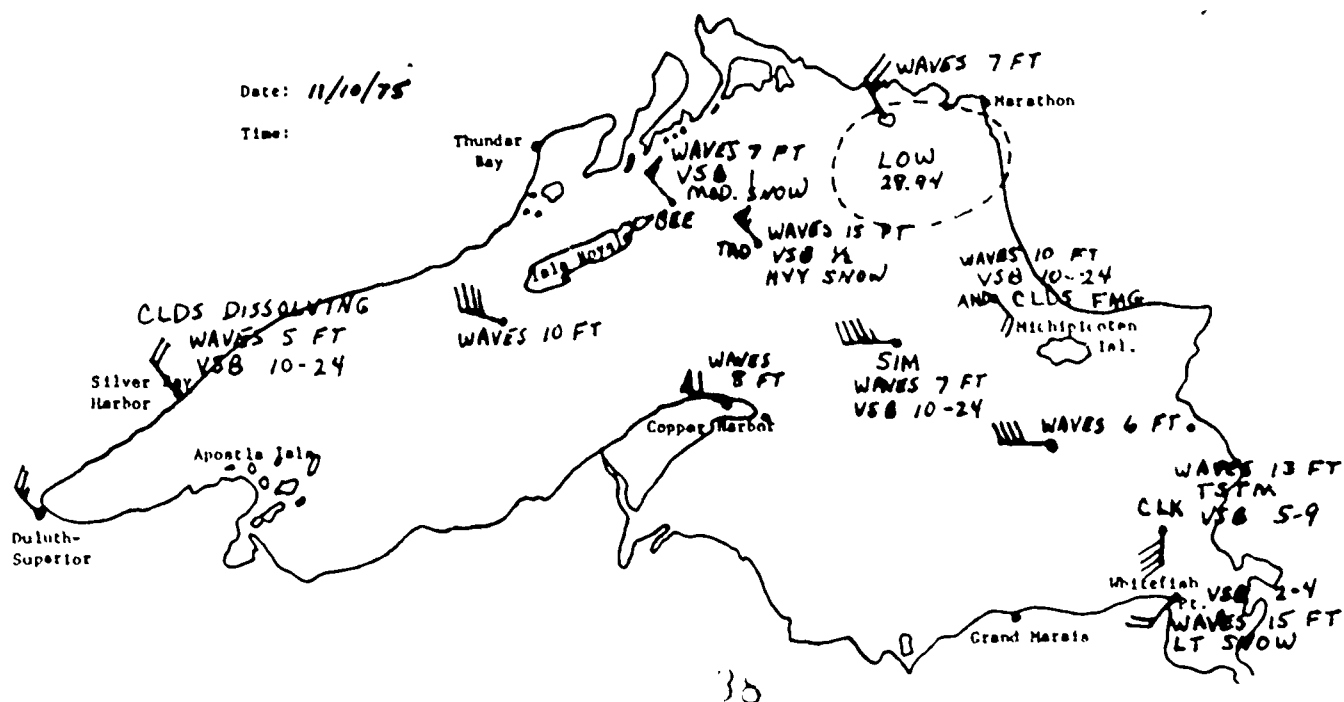 Date: 11/10/75
Time:
WAVES 7 FT
Marathon
LOW
28.94
Thunder
Bay
WAVES 7 FT
VSB
MOD. SNOW
BEE
TAD
WAVES 15 FT
VSB 1/2
HVY SNOW
Isle Royale
WAVES 10 FT
CLDS DISSOLVING
WAVES 5 FT
VSB 10-24
Silver Bay
Harbor
WAVES 10 FT
VSB 10-24
AND CLDS FMG
Michipicoten
Isl.
SIM
WAVES 7 FT
VSB 10-24
WAVES
8 FT
Copper Harbor
WAVES 6 FT
Apostle Isls
Duluth-
Superior
WAVES 13 FT
TSTM
VSB 5-9
CLK
Whitefish
Pt. VSB 2-4
WAVES 15 FT
LT SNOW
Grand Marais